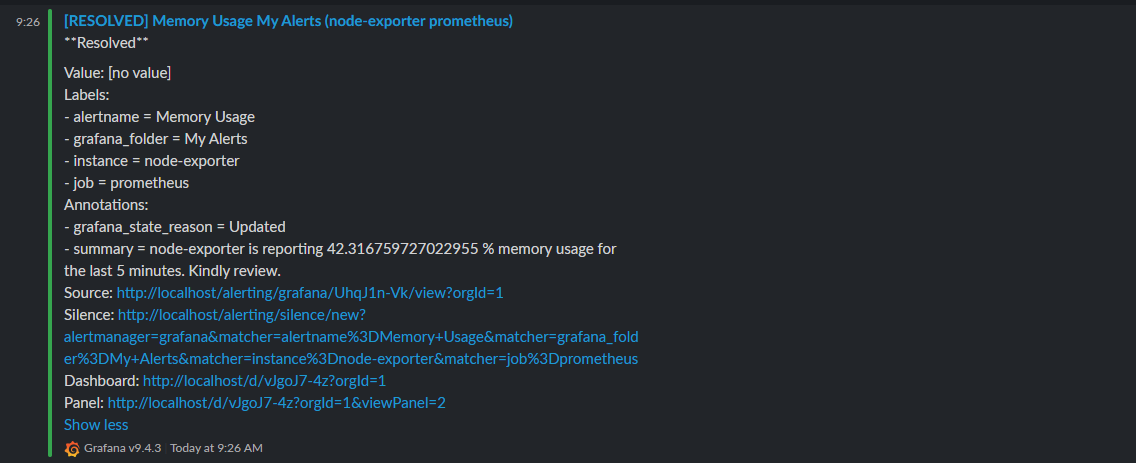 9:26
[RESOLVED] Memory Usage My Alerts (node-exporter prometheus)
**Resolved**
Value: [no value]
Labels:
- alertname = Memory Usage
- grafana_folder = My Alerts
- instance = node-exporter
- job = prometheus
Annotations:
- grafana_state_reason = Updated
- summary = node-exporter is reporting 42.316759727022955 % memory usage for
the last 5 minutes. Kindly review.
Source: http://localhost/alerting/grafana/UhqJ1n-Vk/view?orgId=1
Silence: http://localhost/alerting/silence/new?
alertmanager=grafana&matcher=alertname%3DMemory+Usage&matcher=grafana_fold
er%3DMy+Alerts&matcher=instance%3Dnode-exporter&matcher=job%3Dprometheus
Dashboard: http://localhost/d/vJgoJ7-4z?orgId=1
Panel: http://localhost/d/vJgoJ7-4z?orgId=1&viewPanel=2
Show less
Grafana v9.4.3 | Today at 9:26 AM